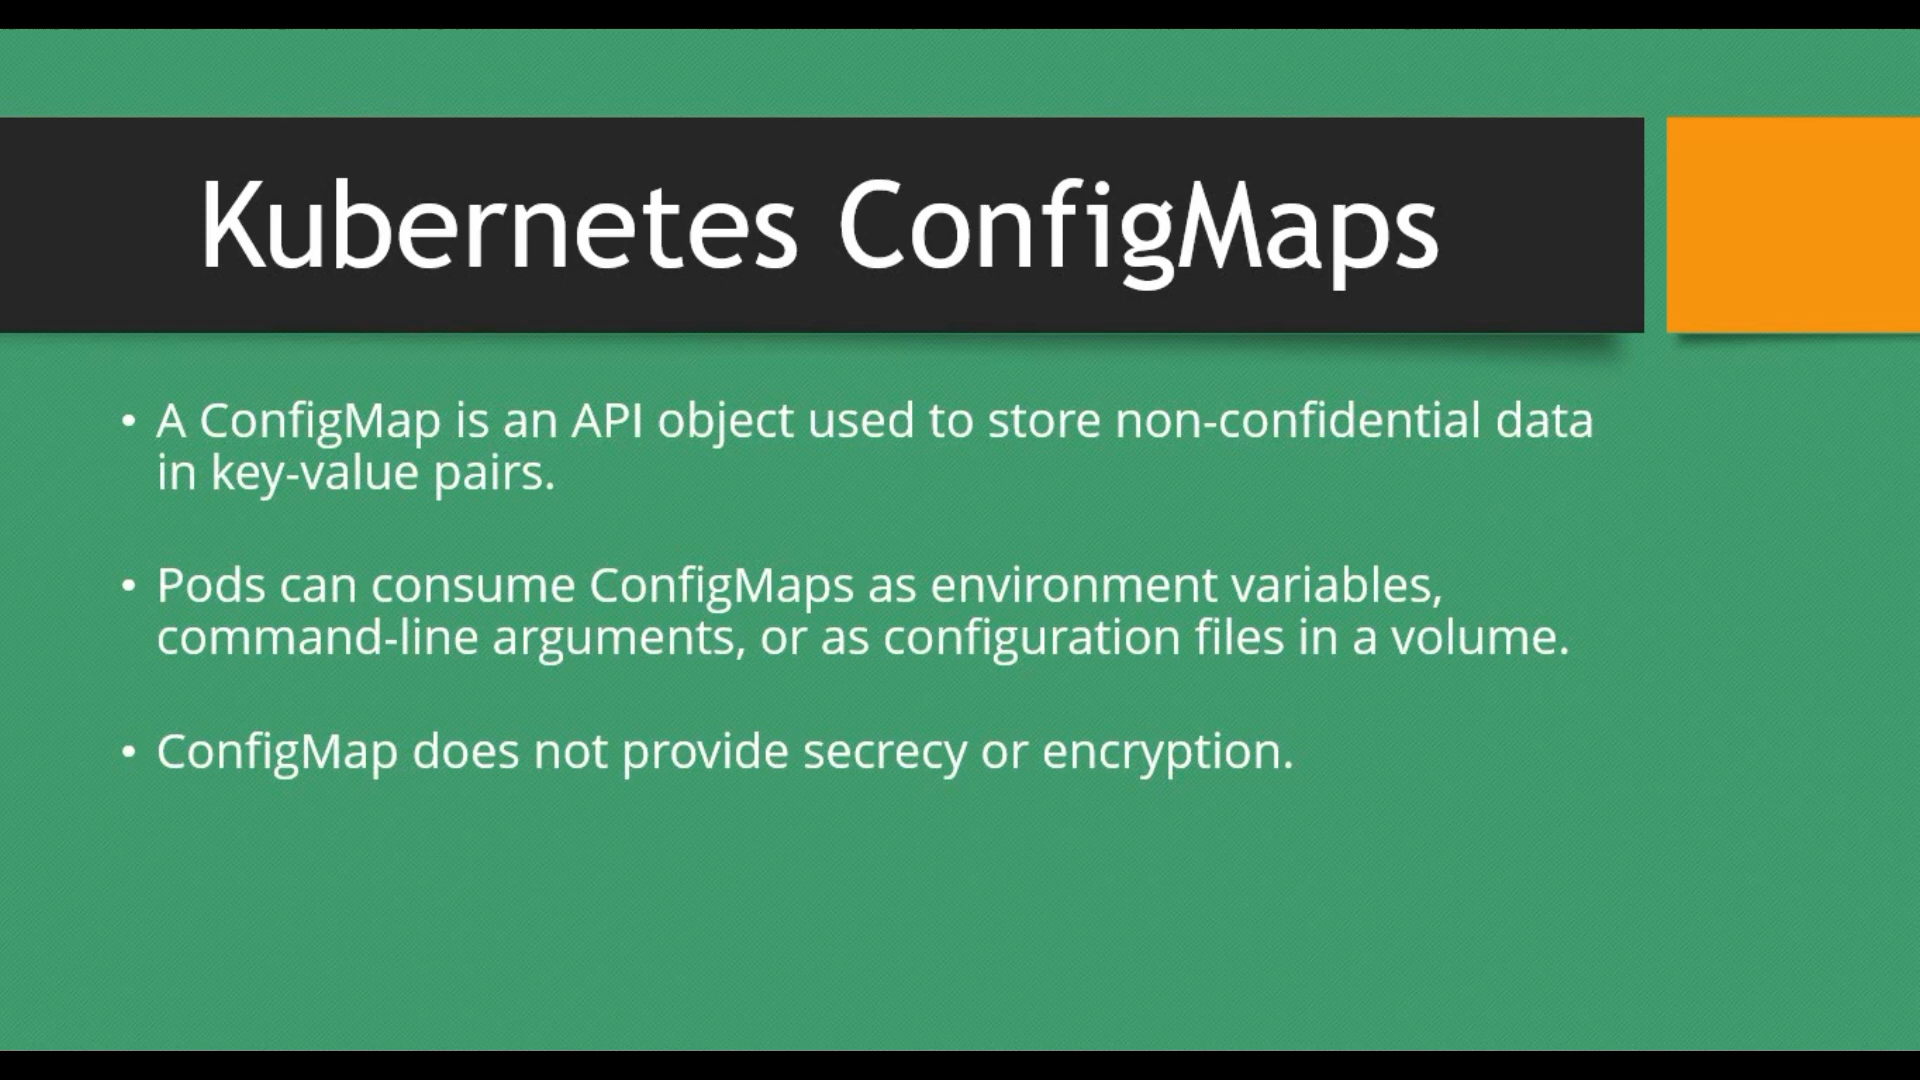 Kubernetes ConfigMaps
• A ConfigMap is an API object used to store non-confidential data
in key-value pairs.
• Pods can consume ConfigMaps as environment variables,
command-line arguments, or as configuration files in a volume.
• ConfigMap does not provide secrecy or encryption.